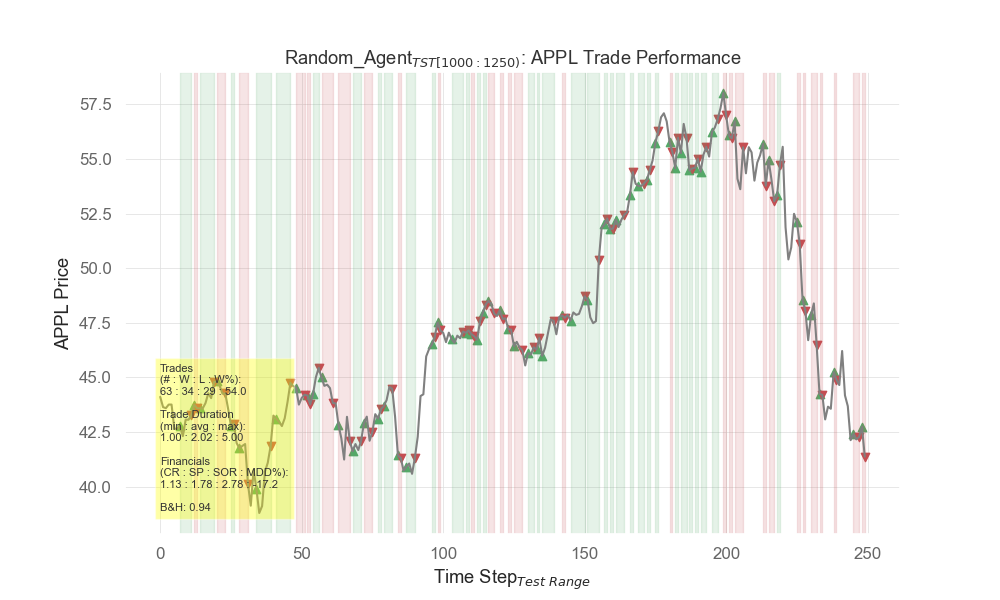 Random_Agent TST[1000:1250): APPL Trade Performance
57.5
55.0
52.5
50.0
47.5
45.0
42.5
40.0
APPL Price
Trades
(# : W : L : W%):
63 : 34 : 29 : 54.0
Trade Duration
(min : avg : max):
1.00 : 2.02 : 5.00
Financials
(CR : SP : SOR : MDD%):
1.13 : 1.78 : 2.78 : -17.2
B&H: 0.94
0 50 100 150 200 250
Time Step Test Range